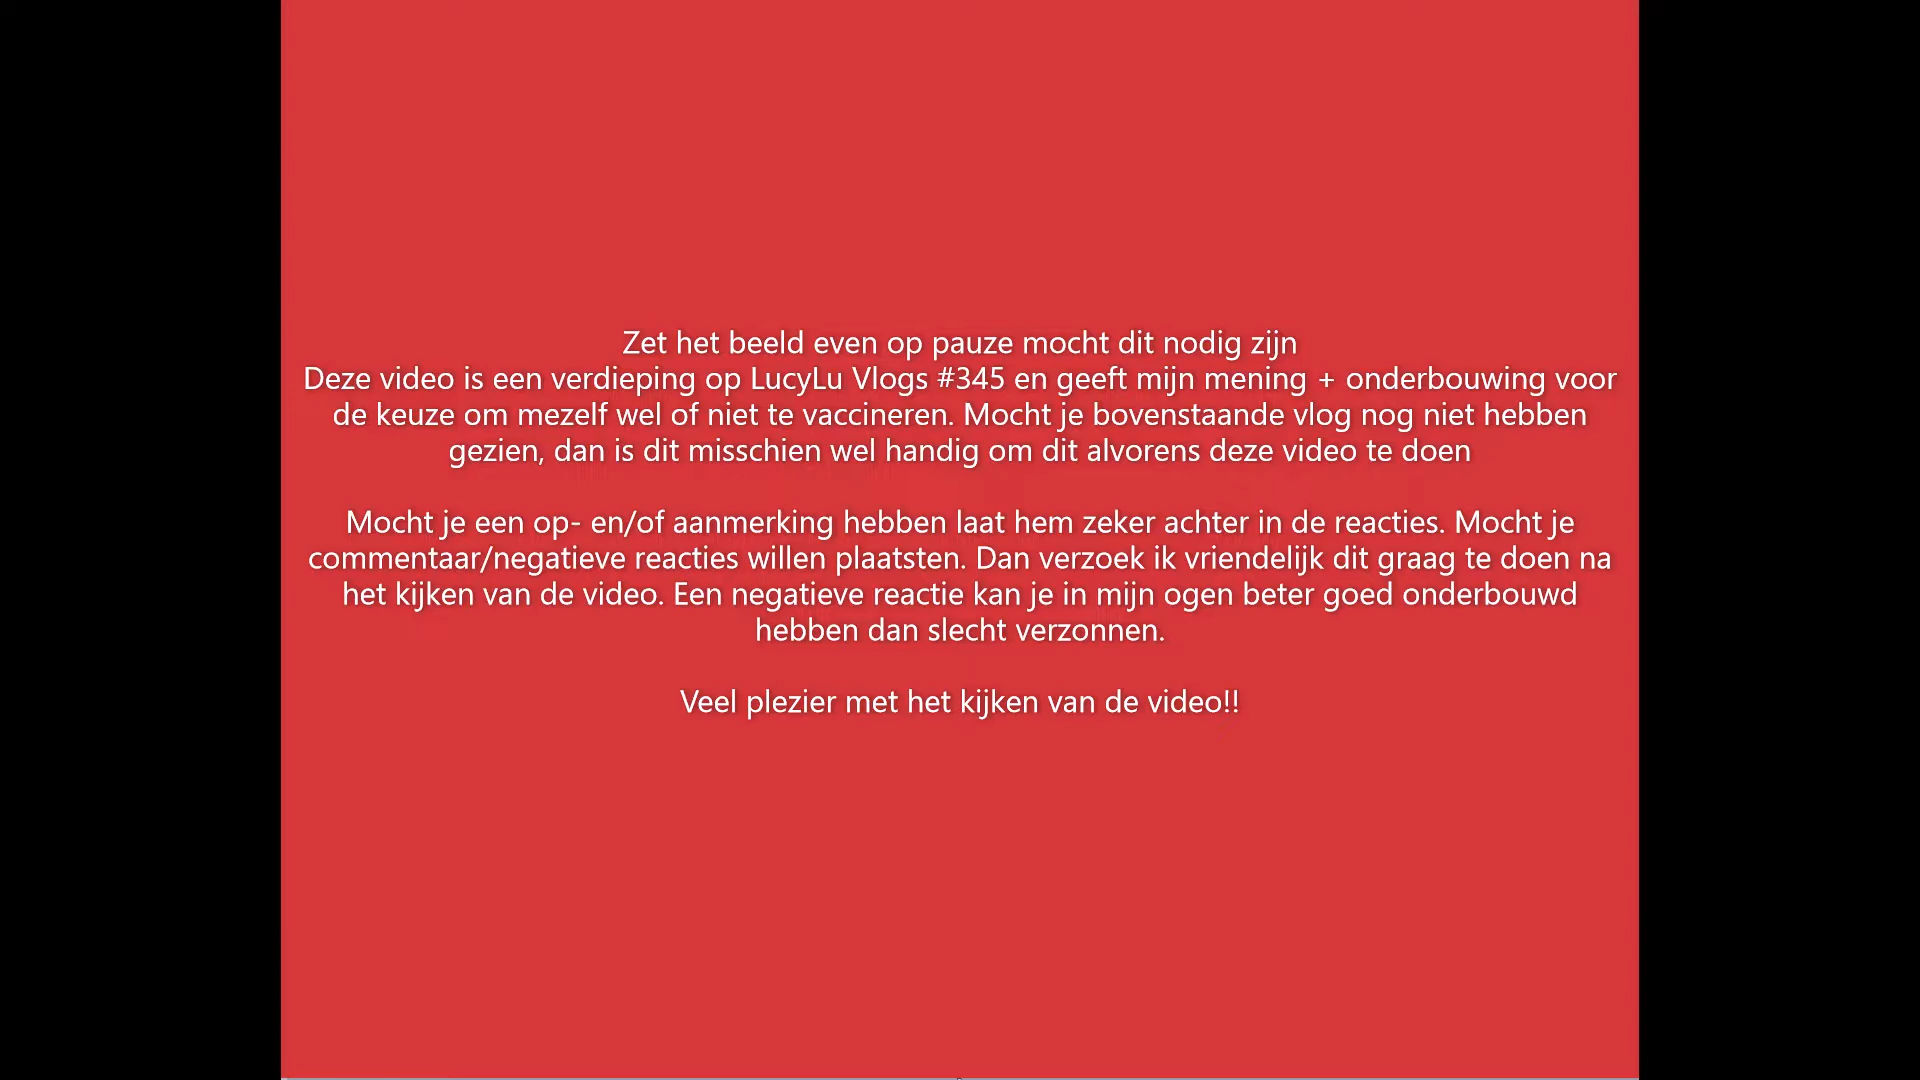 Zet het beeld even op pauze mocht dit nodig zijn
Deze video is een verdieping op LucyLu Vlogs #345 en geeft mijn mening + onderbouwing voor
de keuze om mezelf wel of niet te vaccineren. Mocht je bovenstaande vlog nog niet hebben
gezien, dan is dit misschien wel handig om dit alvorens deze video te doen
Mocht je een op- en/of aanmerking hebben laat hem zeker achter in de reacties. Mocht je
commentaar/negatieve reacties willen plaatsten. Dan verzoek ik vriendelijk dit graag te doen na
het kijken van de video. Een negatieve reactie kan je in mijn ogen beter goed onderbouwd
hebben dan slecht verzonnen.
Veel plezier met het kijken van de video!!